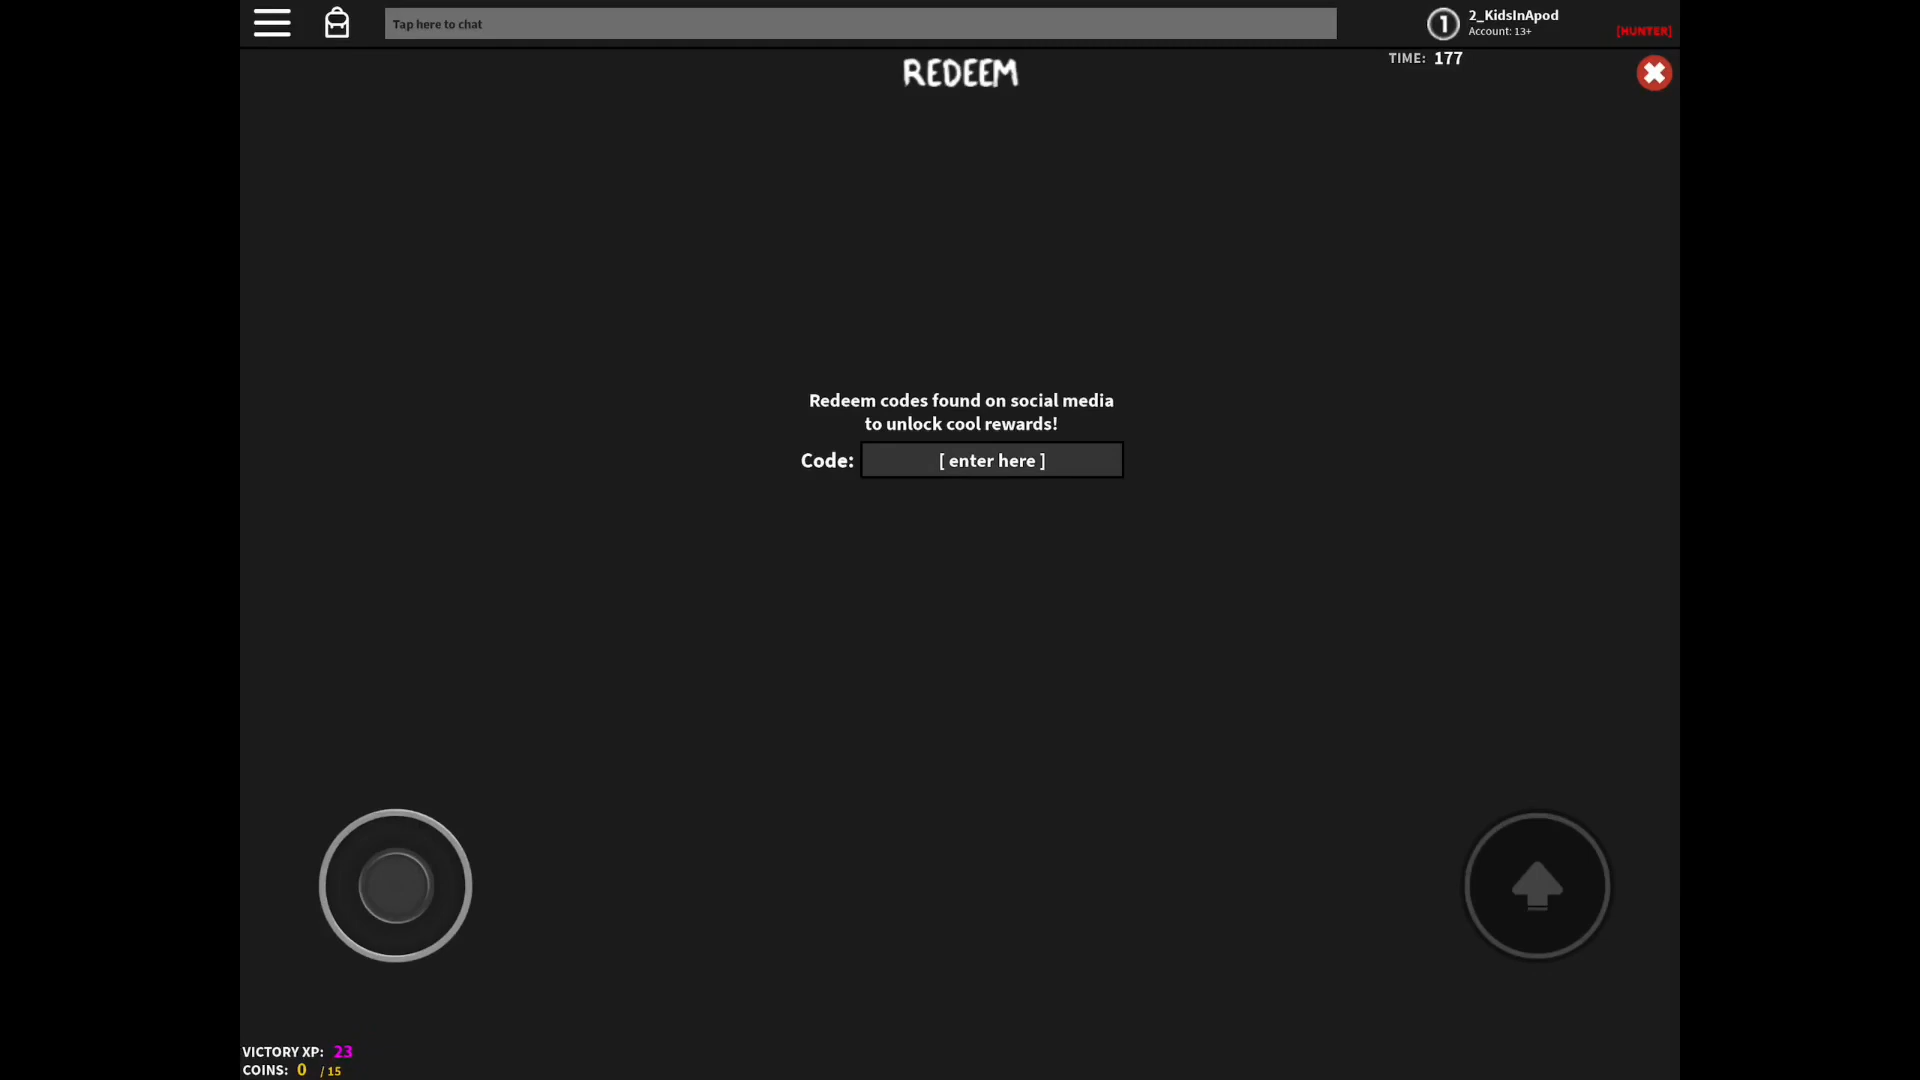 Tap here to chat
1
2_KidsInApod
Account: 13+
[HUNTER]
TIME: 177
REDEEM
Redeem codes found on social media
to unlock cool rewards!
Code: [ enter here ]
VICTORY XP: 23
COINS: 0 / 15